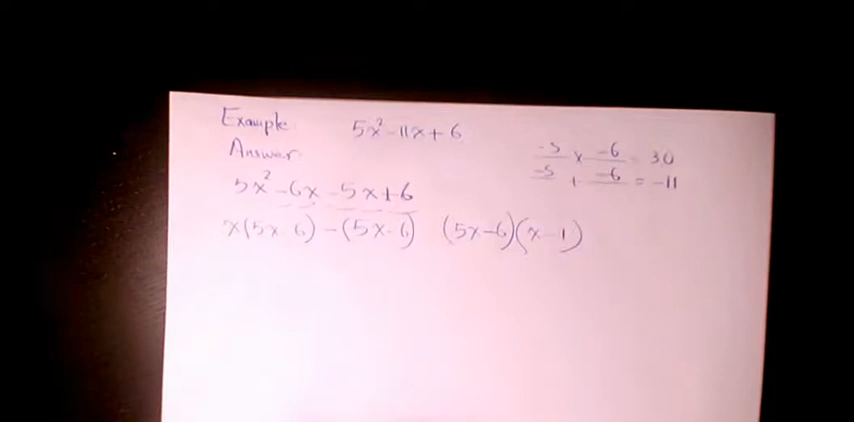 Example: 5x² - 11x + 6
Answer:
-5 x -6 = 30
-5 + -6 = -11
5x² - 6x - 5x + 6
x(5x - 6) - (5x - 6) (5x - 6)(x - 1)